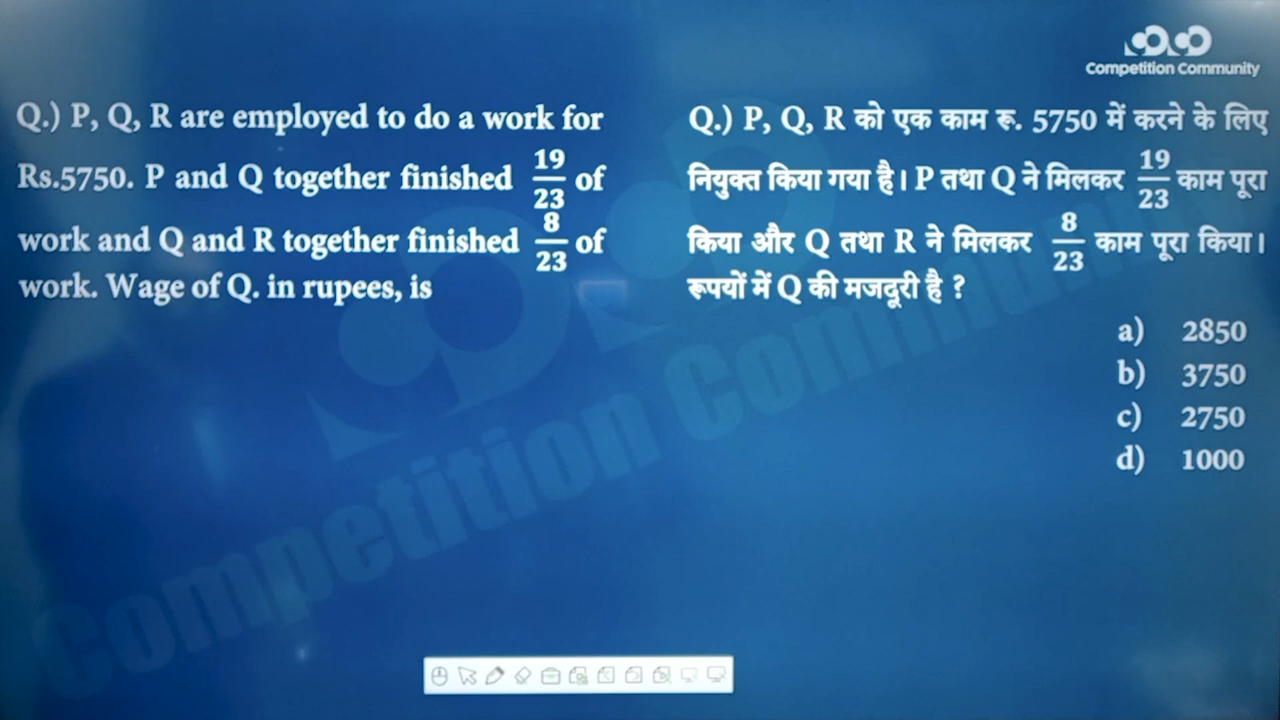 Competition Community
Q.) P, Q, R are employed to do a work for
Rs.5750. P and Q together finished 19/23 of
work and Q and R together finished 8/23 of
work. Wage of Q. in rupees, is
Q.) P, Q, R को एक काम रू. 5750 में करने के लिए
नियुक्त किया गया है। P तथा Q ने मिलकर 19/23 काम पूरा
किया और Q तथा R ने मिलकर 8/23 काम पूरा किया।
रूपयों में Q की मजदूरी है ?
a) 2850
b) 3750
c) 2750
d) 1000
Competition Community